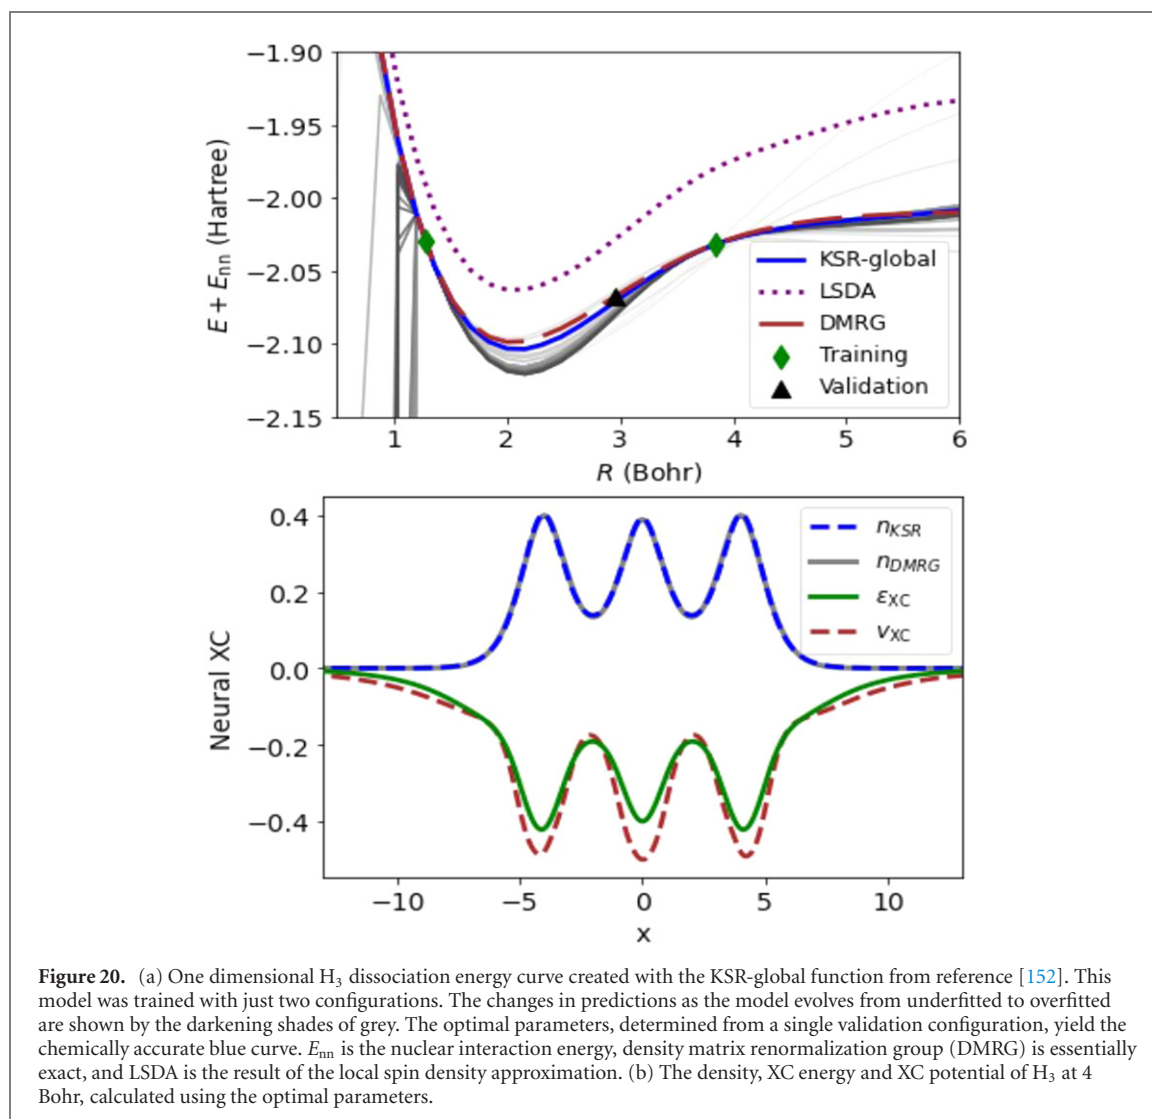 −1.90
−1.95
−2.00
−2.05
−2.10
−2.15
E + Enn (Hartree)
KSR-global
LSDA
DMRG
Training
Validation
1 2 3 4 5 6
R (Bohr)
0.4
0.2
0.0
−0.2
−0.4
Neural XC
nKSR
nDMRG
εXC
vXC
−10 −5 0 5 10
x
Figure 20. (a) One dimensional H3 dissociation energy curve created with the KSR-global function from reference [152]. This
model was trained with just two configurations. The changes in predictions as the model evolves from underfitted to overfitted
are shown by the darkening shades of grey. The optimal parameters, determined from a single validation configuration, yield the
chemically accurate blue curve. Enn is the nuclear interaction energy, density matrix renormalization group (DMRG) is essentially
exact, and LSDA is the result of the local spin density approximation. (b) The density, XC energy and XC potential of H3 at 4
Bohr, calculated using the optimal parameters.